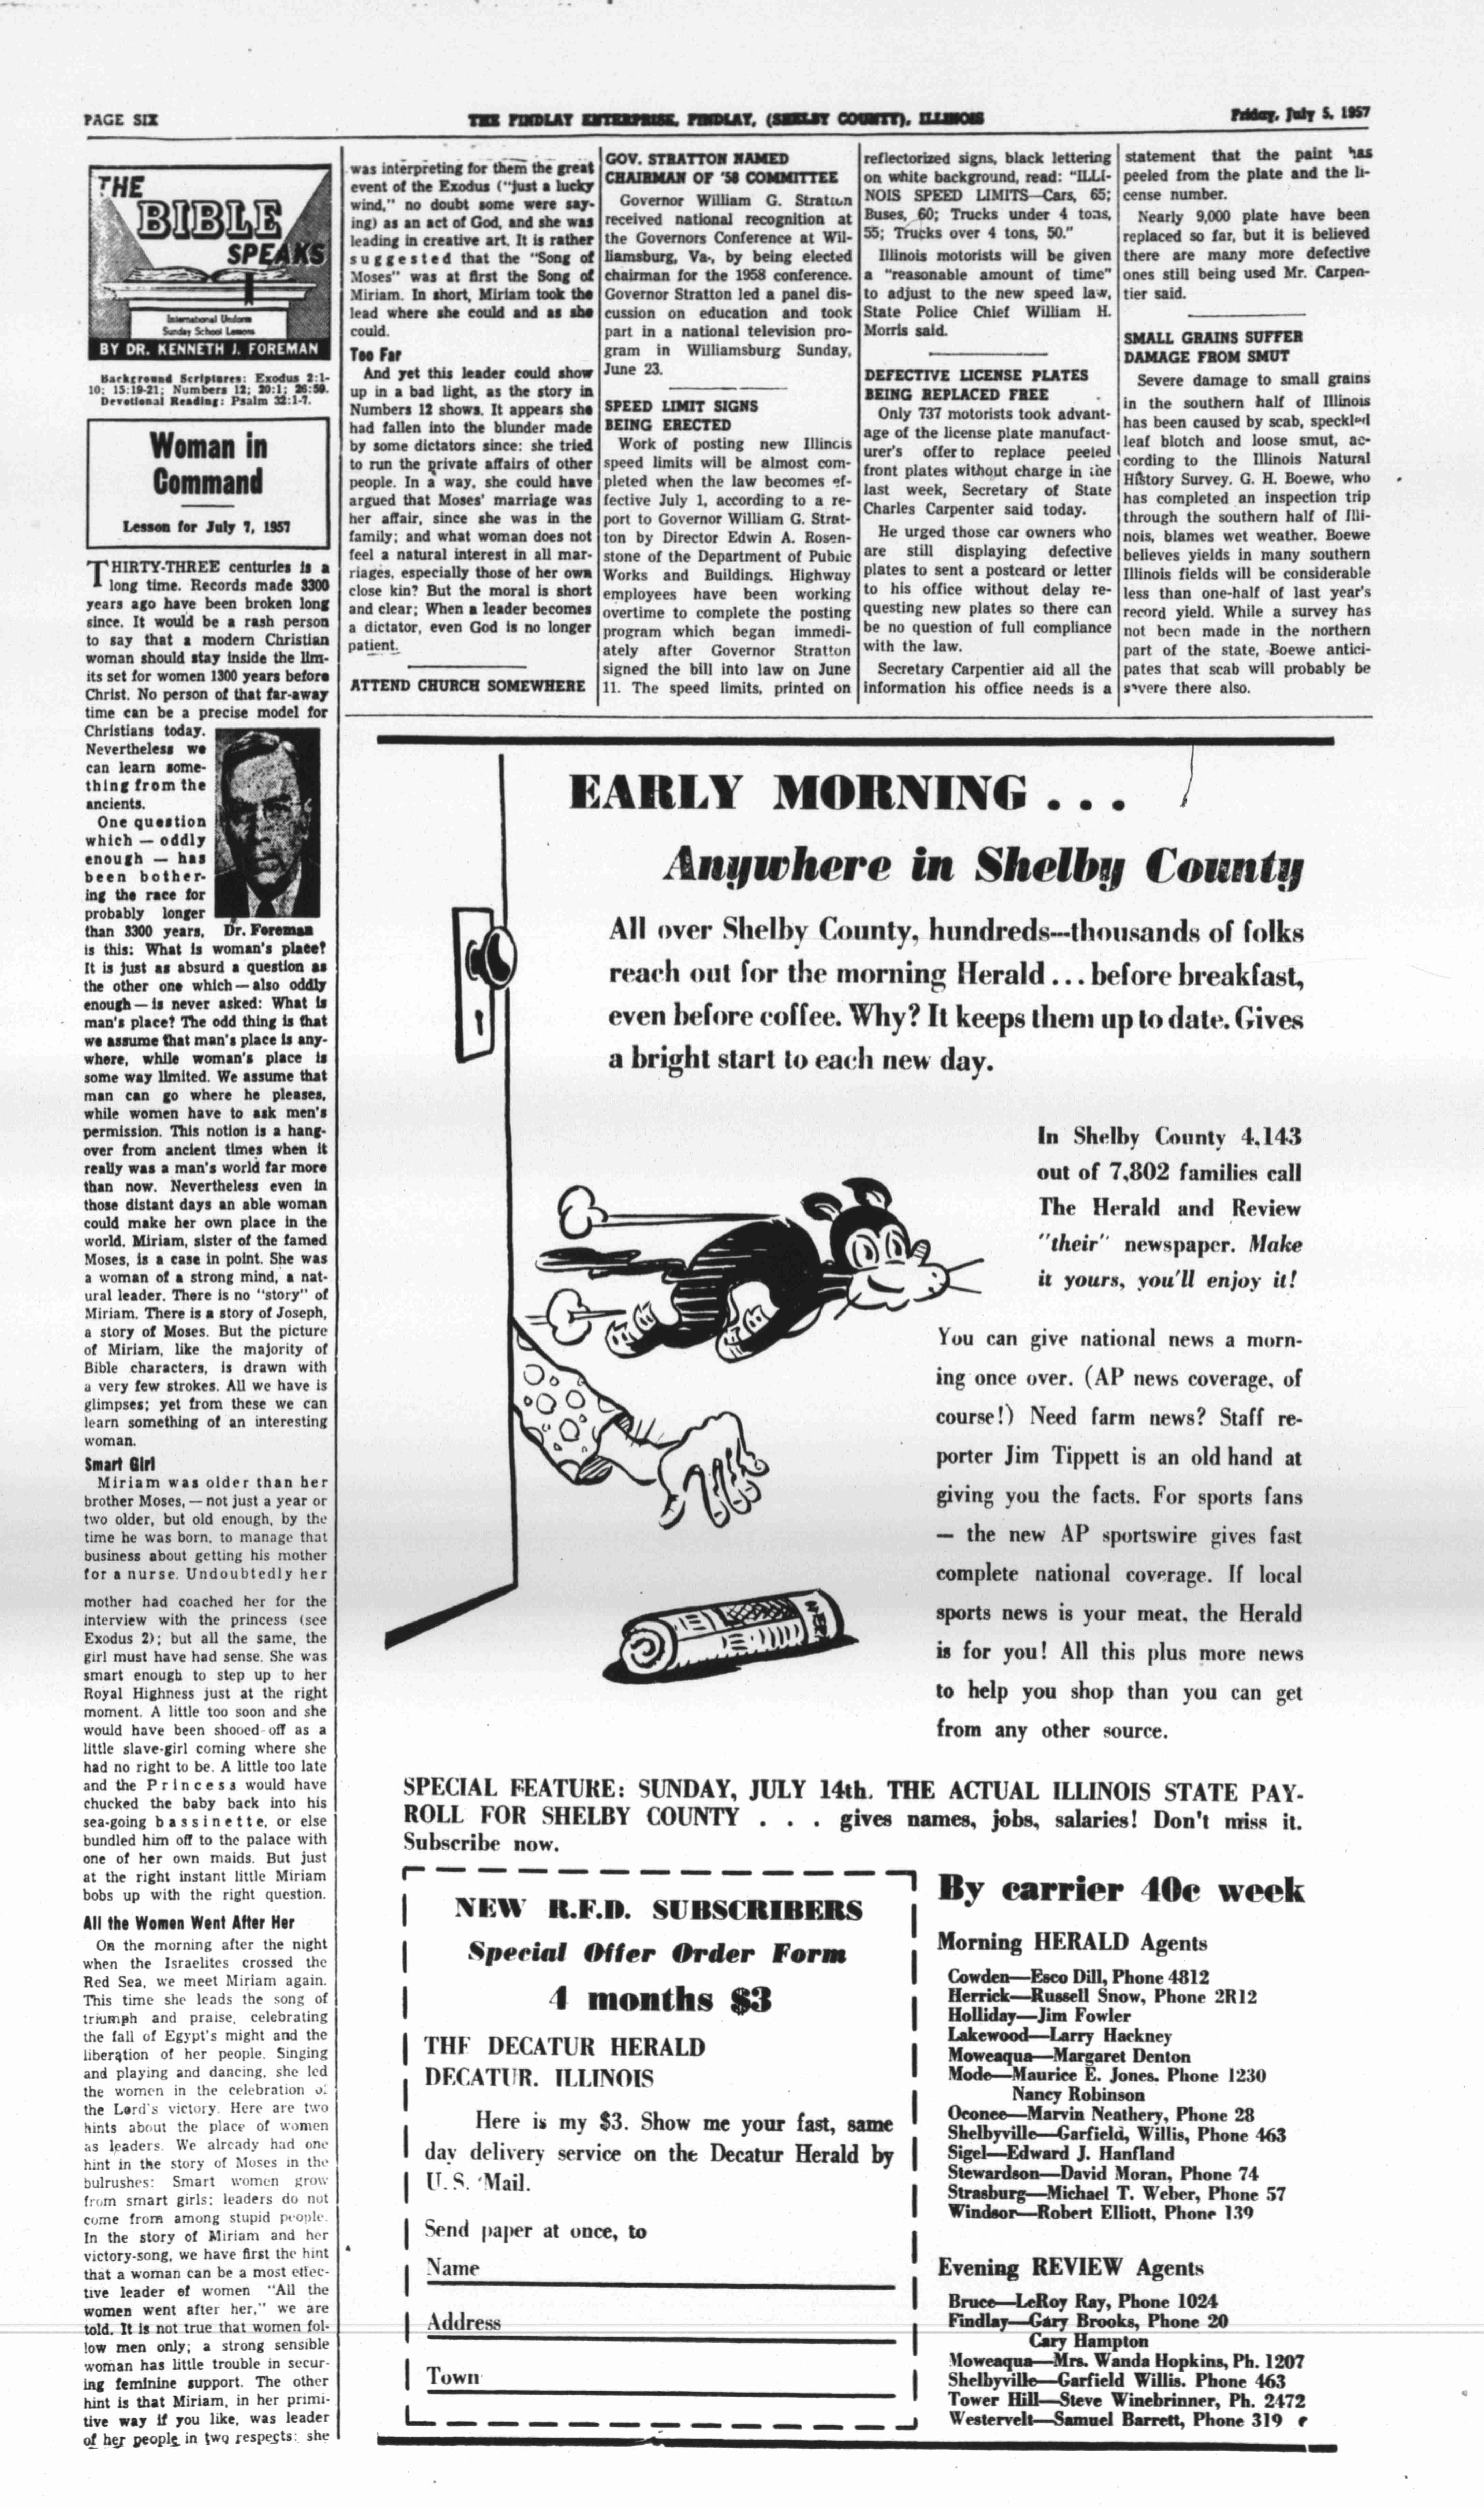 PAGE SIX
THE FINDLAY ENTERPRISE, FINDLAY, (SHELBY COUNTY), ILLINOIS
Friday, July 5, 1957
THE
BIBLE
SPEAKS
International Uniform
Sunday School Lessons
BY DR. KENNETH J. FOREMAN
Background Scriptures: Exodus 2:1-
10; 15:19-21; Numbers 12; 20:1; 26:59.
Devotional Reading: Psalm 32:1-7.
Woman in
Command
Lesson for July 7, 1957
THIRTY-THREE centuries is a
long time. Records made 3300
years ago have been broken long
since. It would be a rash person
to say that a modern Christian
woman should stay inside the lim-
its set for women 1300 years before
Christ. No person of that far-away
time can be a precise model for
Christians today.
Nevertheless we
can learn some-
thing from the
ancients.
One question
which — oddly
enough — has
been bother-
ing the race for
probably longer
than 3300 years,
Dr. Foreman
is this: What is woman's place?
It is just as absurd a question as
the other one which — also oddly
enough — is never asked: What is
man's place? The odd thing is that
we assume that man's place is any-
where, while woman's place is
some way limited. We assume that
man can go where he pleases,
while women have to ask men's
permission. This notion is a hang-
over from ancient times when it
really was a man's world far more
than now. Nevertheless even in
those distant days an able woman
could make her own place in the
world. Miriam, sister of the famed
Moses, is a case in point. She was
a woman of a strong mind, a nat-
ural leader. There is no "story" of
Miriam. There is a story of Joseph,
a story of Moses. But the picture
of Miriam, like the majority of
Bible characters, is drawn with
a very few strokes. All we have is
glimpses; yet from these we can
learn something of an interesting
woman.
Smart Girl
Miriam was older than her
brother Moses, — not just a year or
two older, but old enough, by the
time he was born, to manage that
business about getting his mother
for a nurse. Undoubtedly her
mother had coached her for the
interview with the princess (see
Exodus 2); but all the same, the
girl must have had sense. She was
smart enough to step up to her
Royal Highness just at the right
moment. A little too soon and she
would have been shooed off as a
little slave-girl coming where she
had no right to be. A little too late
and the Princess would have
chucked the baby back into his
sea-going bassinette, or else
bundled him off to the palace with
one of her own maids. But just
at the right instant little Miriam
bobs up with the right question.
All the Women Went After Her
On the morning after the night
when the Israelites crossed the
Red Sea, we meet Miriam again.
This time she leads the song of
triumph and praise, celebrating
the fall of Egypt's might and the
liberation of her people. Singing
and playing and dancing, she led
the women in the celebration of
the Lord's victory. Here are two
hints about the place of women
as leaders. We already had one
hint in the story of Moses in the
bulrushes: Smart women grow
from smart girls; leaders do not
come from among stupid people.
In the story of Miriam and her
victory-song, we have first the hint
that a woman can be a most effec-
tive leader of women "All the
women went after her," we are
told. It is not true that women fol-
low men only; a strong sensible
woman has little trouble in secur-
ing feminine support. The other
hint is that Miriam, in her primi-
tive way if you like, was leader
of her people in two respects: she
was interpreting for them the great
event of the Exodus ("just a lucky
wind," no doubt some were say-
ing) as an act of God, and she was
leading in creative art. It is rather
suggested that the "Song of
Moses" was at first the Song of
Miriam. In short, Miriam took the
lead where she could and as she
could.
Too Far
And yet this leader could show
up in a bad light, as the story in
Numbers 12 shows. It appears she
had fallen into the blunder made
by some dictators since: she tried
to run the private affairs of other
people. In a way, she could have
argued that Moses' marriage was
her affair, since she was in the
family; and what woman does not
feel a natural interest in all mar-
riages, especially those of her own
close kin? But the moral is short
and clear; When a leader becomes
a dictator, even God is no longer
patient.
ATTEND CHURCH SOMEWHERE
GOV. STRATTON NAMED
CHAIRMAN OF '58 COMMITTEE
Governor William G. Stratton
received national recognition at
the Governors Conference at Wil-
liamsburg, Va., by being elected
chairman for the 1958 conference.
Governor Stratton led a panel dis-
cussion on education and took
part in a national television pro-
gram in Williamsburg Sunday,
June 23.
SPEED LIMIT SIGNS
BEING ERECTED
Work of posting new Illincis
speed limits will be almost com-
pleted when the law becomes ef-
fective July 1, according to a re-
port to Governor William G. Strat-
ton by Director Edwin A. Rosen-
stone of the Department of Public
Works and Buildings. Highway
employees have been working
overtime to complete the posting
program which began immedi-
ately after Governor Stratton
signed the bill into law on June
11. The speed limits, printed on
reflectorized signs, black lettering
on white background, read: "ILLI-
NOIS SPEED LIMITS—Cars, 65;
Buses, 60; Trucks under 4 tons,
55; Trucks over 4 tons, 50."
Illinois motorists will be given
a "reasonable amount of time"
to adjust to the new speed law,
State Police Chief William H.
Morris said.
DEFECTIVE LICENSE PLATES
BEING REPLACED FREE
Only 737 motorists took advant-
age of the license plate manufact-
urer's offer to replace peeled
front plates without charge in the
last week, Secretary of State
Charles Carpenter said today.
He urged those car owners who
are still displaying defective
plates to sent a postcard or letter
to his office without delay re-
questing new plates so there can
be no question of full compliance
with the law.
Secretary Carpentier aid all the
information his office needs is a
statement that the paint has
peeled from the plate and the li-
cense number.
Nearly 9,000 plate have been
replaced so far, but it is believed
there are many more defective
ones still being used Mr. Carpen-
tier said.
SMALL GRAINS SUFFER
DAMAGE FROM SMUT
Severe damage to small grains
in the southern half of Illinois
has been caused by scab, speckled
leaf blotch and loose smut, ac-
cording to the Illinois Natural
History Survey. G. H. Boewe, who
has completed an inspection trip
through the southern half of Illi-
nois, blames wet weather. Boewe
believes yields in many southern
Illinois fields will be considerable
less than one-half of last year's
record yield. While a survey has
not been made in the northern
part of the state, Boewe antici-
pates that scab will probably be
severe there also.
EARLY MORNING . . .
Anywhere in Shelby County
All over Shelby County, hundreds---thousands of folks
reach out for the morning Herald . . . before breakfast,
even before coffee. Why? It keeps them up to date. Gives
a bright start to each new day.
In Shelby County 4,143
out of 7,802 families call
The Herald and Review
"their" newspaper. Make
it yours, you'll enjoy it!
You can give national news a morn-
ing once over. (AP news coverage, of
course!) Need farm news? Staff re-
porter Jim Tippett is an old hand at
giving you the facts. For sports fans
— the new AP sportswire gives fast
complete national coverage. If local
sports news is your meat, the Herald
is for you! All this plus more news
to help you shop than you can get
from any other source.
SPECIAL FEATURE: SUNDAY, JULY 14th. THE ACTUAL ILLINOIS STATE PAY-
ROLL FOR SHELBY COUNTY . . . gives names, jobs, salaries! Don't miss it.
Subscribe now.
NEW R.F.D. SUBSCRIBERS
Special Offer Order Form
4 months $3
THE DECATUR HERALD
DECATUR, ILLINOIS
Here is my $3. Show me your fast, same
day delivery service on the Decatur Herald by
U. S. Mail.
Send paper at once, to
Name
Address
Town
By carrier 40c week
Morning HERALD Agents
Cowden—Esco Dill, Phone 4812
Herrick—Russell Snow, Phone 2R12
Holliday—Jim Fowler
Lakewood—Larry Hackney
Moweaqua—Margaret Denton
Mode—Maurice E. Jones. Phone 1230
Nancy Robinson
Oconee—Marvin Neathery, Phone 28
Shelbyville—Garfield, Willis, Phone 463
Sigel—Edward J. Hanfland
Stewardson—David Moran, Phone 74
Strasburg—Michael T. Weber, Phone 57
Windsor—Robert Elliott, Phone 139
Evening REVIEW Agents
Bruce—LeRoy Ray, Phone 1024
Findlay—Gary Brooks, Phone 20
Cary Hampton
Moweaqua—Mrs. Wanda Hopkins, Ph. 1207
Shelbyville—Garfield Willis. Phone 463
Tower Hill—Steve Winebrinner, Ph. 2472
Westervelt—Samuel Barrett, Phone 319